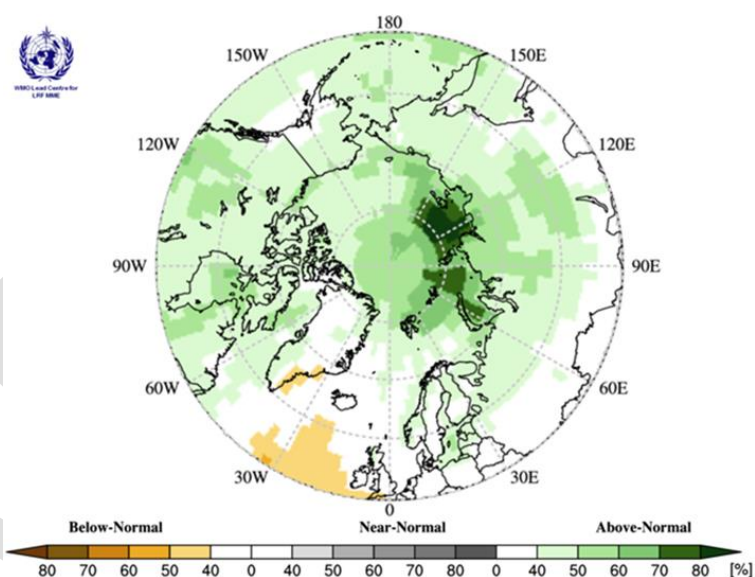 180
150W
150E
WMO Lead Centre for
LRF MME
120W
120E
90W
90E
60W
60E
30W
30E
0
Below-Normal
Near-Normal
Above-Normal
80 70 60 50 40 0 40 50 60 70 80 0 40 50 60 70 80 [%]